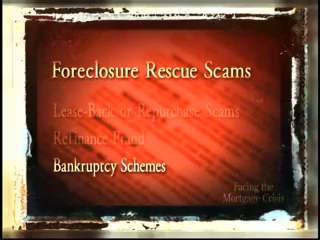 Foreclosure Rescue Scams
Lease-Back or Repurchase Scams
Refinance Fraud
Bankruptcy Schemes
Facing the
Mortgage Crisis